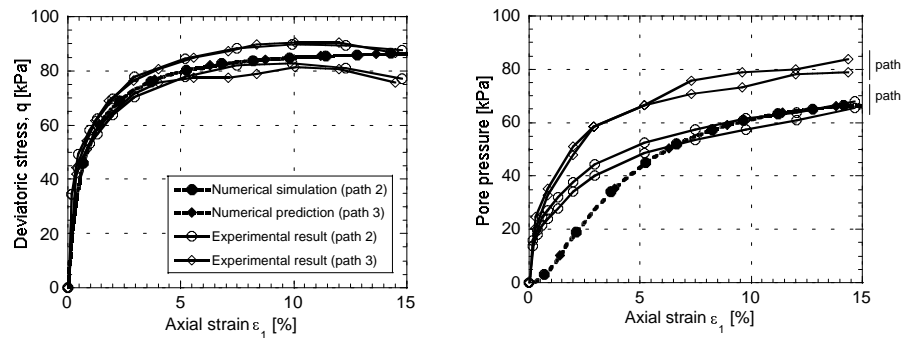 Deviatoric stress, q [kPa]
100
80
60
40
20
0
Numerical simulation (path 2)
Numerical prediction (path 3)
Experimental result (path 2)
Experimental result (path 3)
0
5
10
15
Axial strain ε1 [%]
Pore pressure [kPa]
100
80
60
40
20
0
path
path
0
5
10
15
Axial strain ε1 [%]